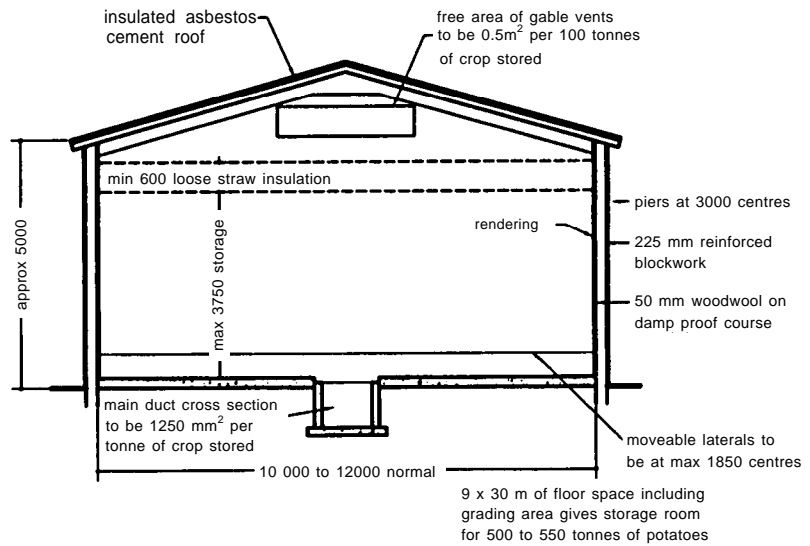 insulated asbestos
cement roof
free area of gable vents
to be 0.5m² per 100 tonnes
of crop stored
min 600 loose straw insulation
approx 5000
max 3750 storage
rendering
piers at 3000 centres
225 mm reinforced
blockwork
50 mm woodwool on
damp proof course
main duct cross section
to be 1250 mm² per
tonne of crop stored
moveable laterals to
be at max 1850 centres
10 000 to 12000 normal
9 x 30 m of floor space including
grading area gives storage room
for 500 to 550 tonnes of potatoes